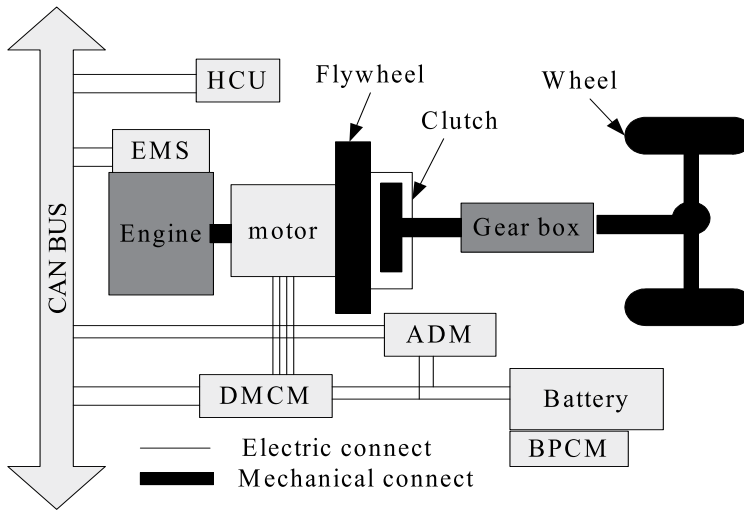 HCU
Flywheel
Wheel
Clutch
EMS
Engine
motor
Gear box
CAN BUS
ADM
DMCM
Battery
BPCM
Electric connect
Mechanical connect